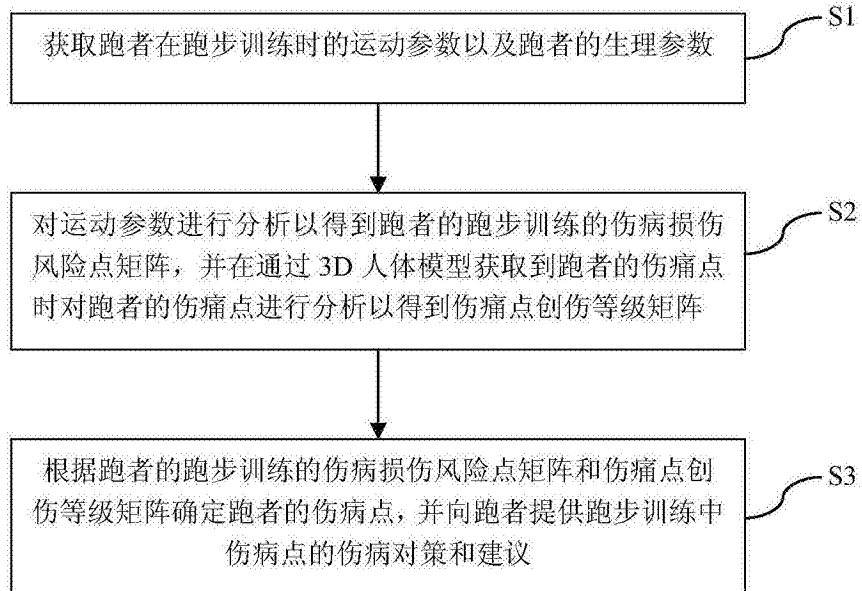 获取跑者在跑步训练时的运动参数以及跑者的生理参数
S1
对运动参数进行分析以得到跑者的跑步训练的伤病损伤
风险点矩阵，并在通过 3D 人体模型获取到跑者的伤痛点
时对跑者的伤痛点进行分析以得到伤痛点创伤等级矩阵
S2
根据跑者的跑步训练的伤病损伤风险点矩阵和伤痛点创
伤等级矩阵确定跑者的伤病点，并向跑者提供跑步训练中
伤病点的伤病对策和建议
S3